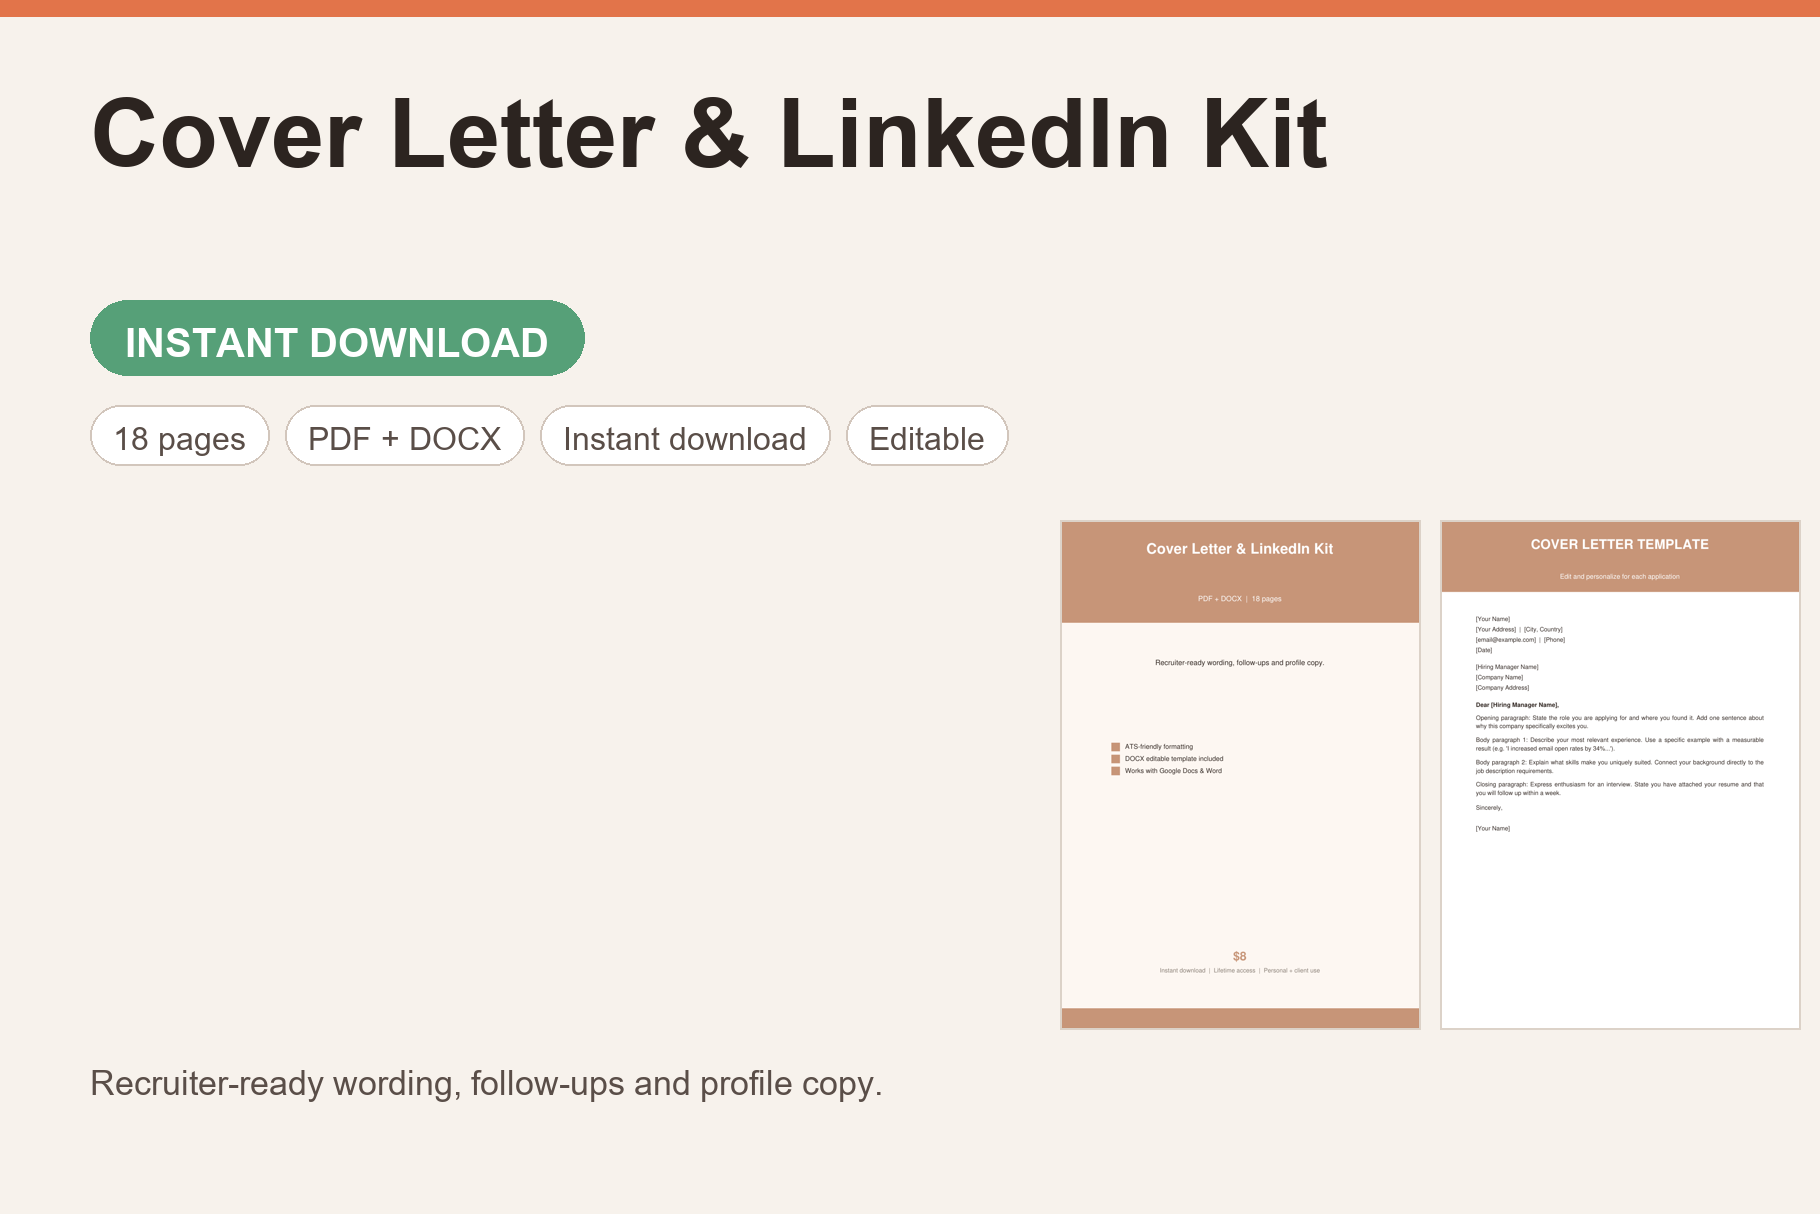 Cover Letter & LinkedIn Kit
INSTANT DOWNLOAD
18 pages
PDF + DOCX
Instant download
Editable
Cover Letter & LinkedIn Kit
PDF + DOCX | 18 pages
Recruiter-ready wording, follow-ups and profile copy.
ATS-friendly formatting
DOCX editable template included
Works with Google Docs & Word
$8
Instant download | Lifetime access | Personal + client use
COVER LETTER TEMPLATE
Edit and personalize for each application
[Your Name]
[Your Address] | [City, Country]
[email@example.com] | [Phone]
[Date]
[Hiring Manager Name]
[Company Name]
[Company Address]
Dear [Hiring Manager Name],
Opening paragraph: State the role you are applying for and where you found it. Add one sentence about
why this company specifically excites you.
Body paragraph 1: Describe your most relevant experience. Use a specific example with a measurable
result (e.g. 'I increased email open rates by 34%...').
Body paragraph 2: Explain what skills make you uniquely suited. Connect your background directly to the
job description requirements.
Closing paragraph: Express enthusiasm for an interview. State you have attached your resume and that
you will follow up within a week.
Sincerely,
[Your Name]
Recruiter-ready wording, follow-ups and profile copy.